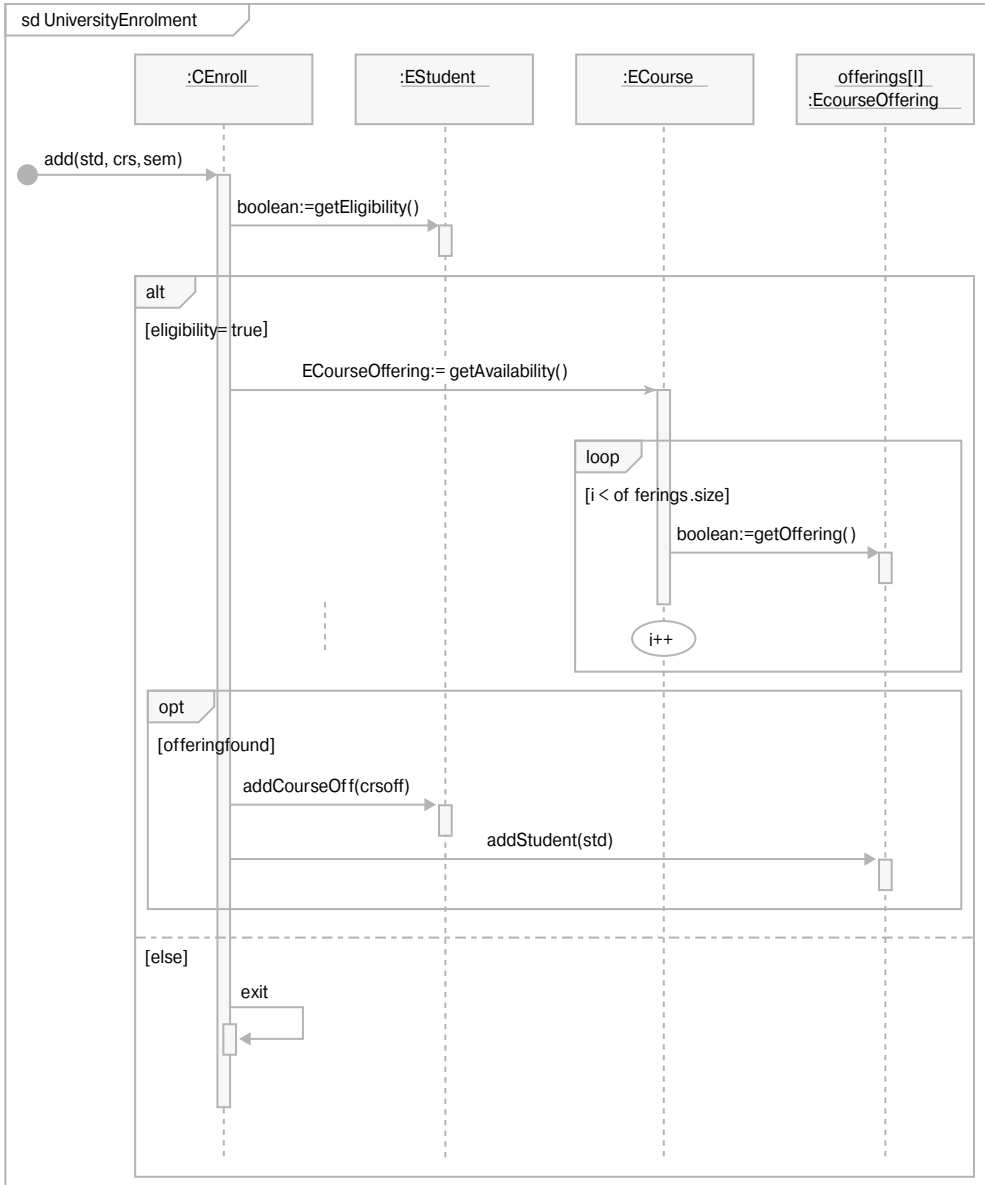 sd UniversityEnrolment
:CEnroll
:EStudent
:ECourse
offerings[I]
:EcourseOffering
add(std, crs, sem)
boolean:=getEligibility()
alt
[eligibility= true]
ECourseOffering:= getAvailability()
loop
[i < of ferings.size]
boolean:=getOffering()
i++
opt
[offeringfound]
addCourseOff(crsoff)
addStudent(std)
[else]
exit